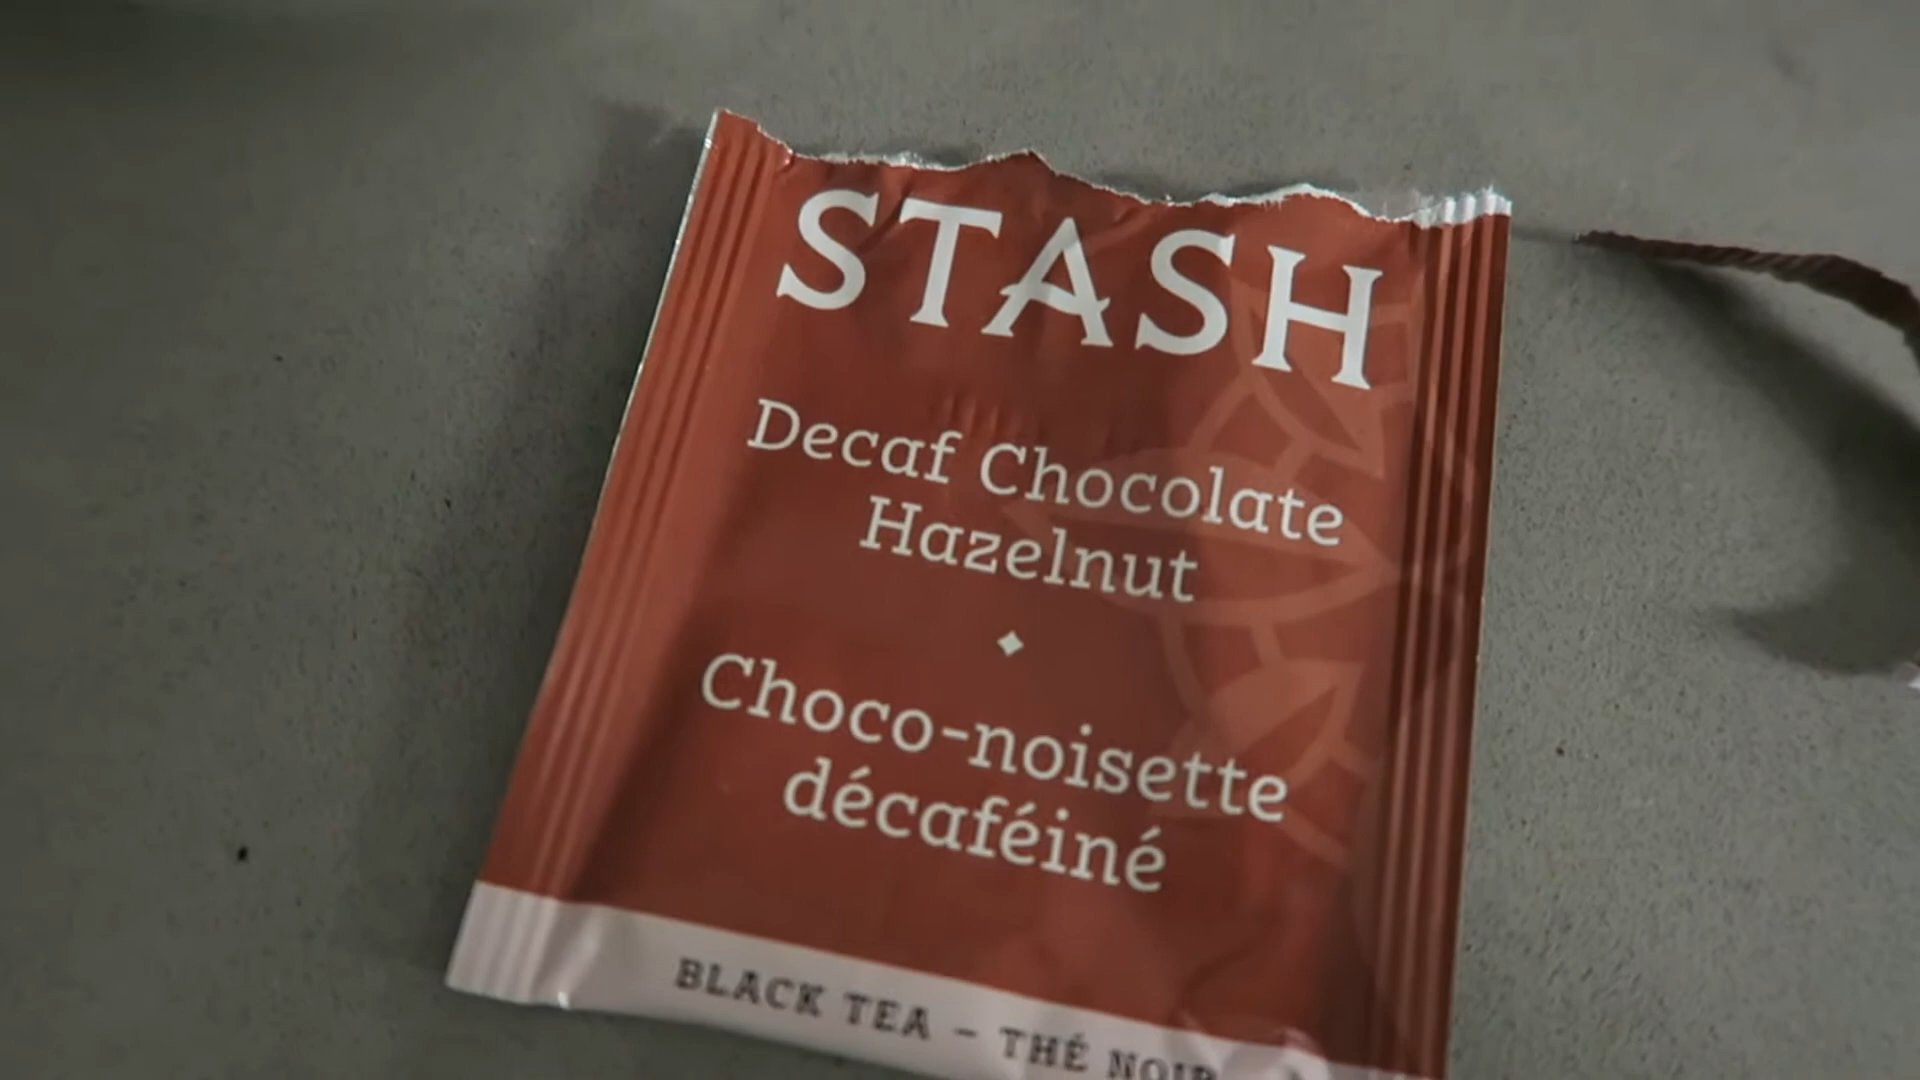 STASH
Decaf Chocolate
Hazelnut
Choco-noisette
décaféiné
BLACK TEA - THÉ NOIR